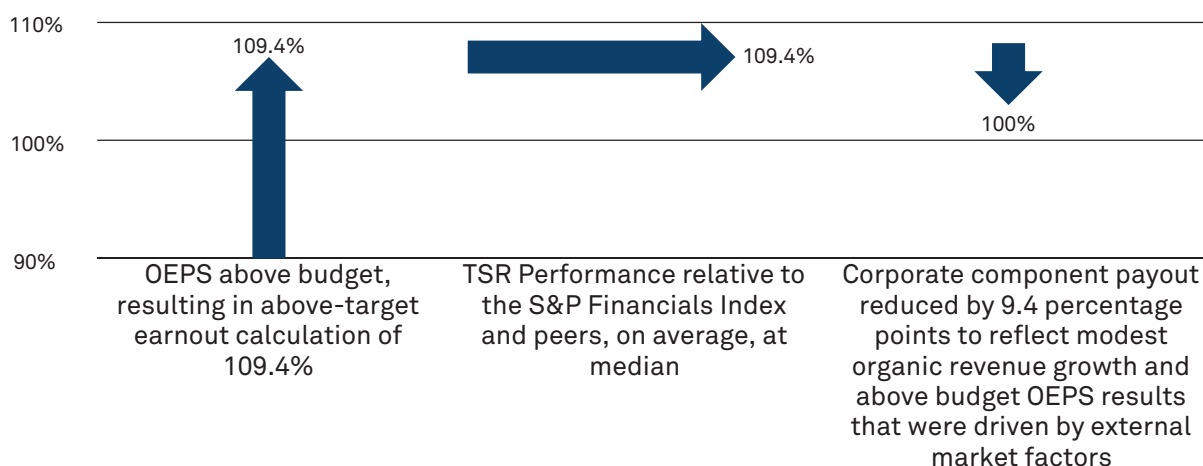 110%
109.4%
109.4%
100%
100%
90%
OEPS above budget,
resulting in above-target
earnout calculation of
109.4%
TSR Performance relative to
the S&P Financials Index
and peers, on average, at
median
Corporate component payout
reduced by 9.4 percentage
points to reflect modest
organic revenue growth and
above budget OEPS results
that were driven by external
market factors